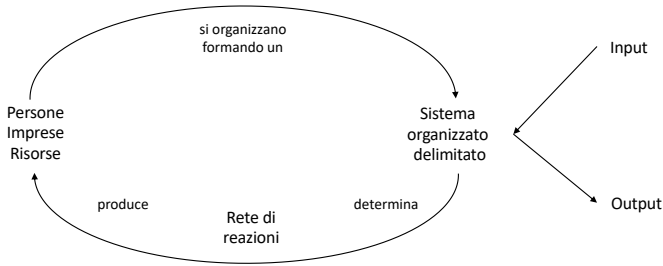 si organizzano
formando un
Input
Persone
Imprese
Risorse
Sistema
organizzato
delimitato
produce
Rete di
reazioni
determina
Output